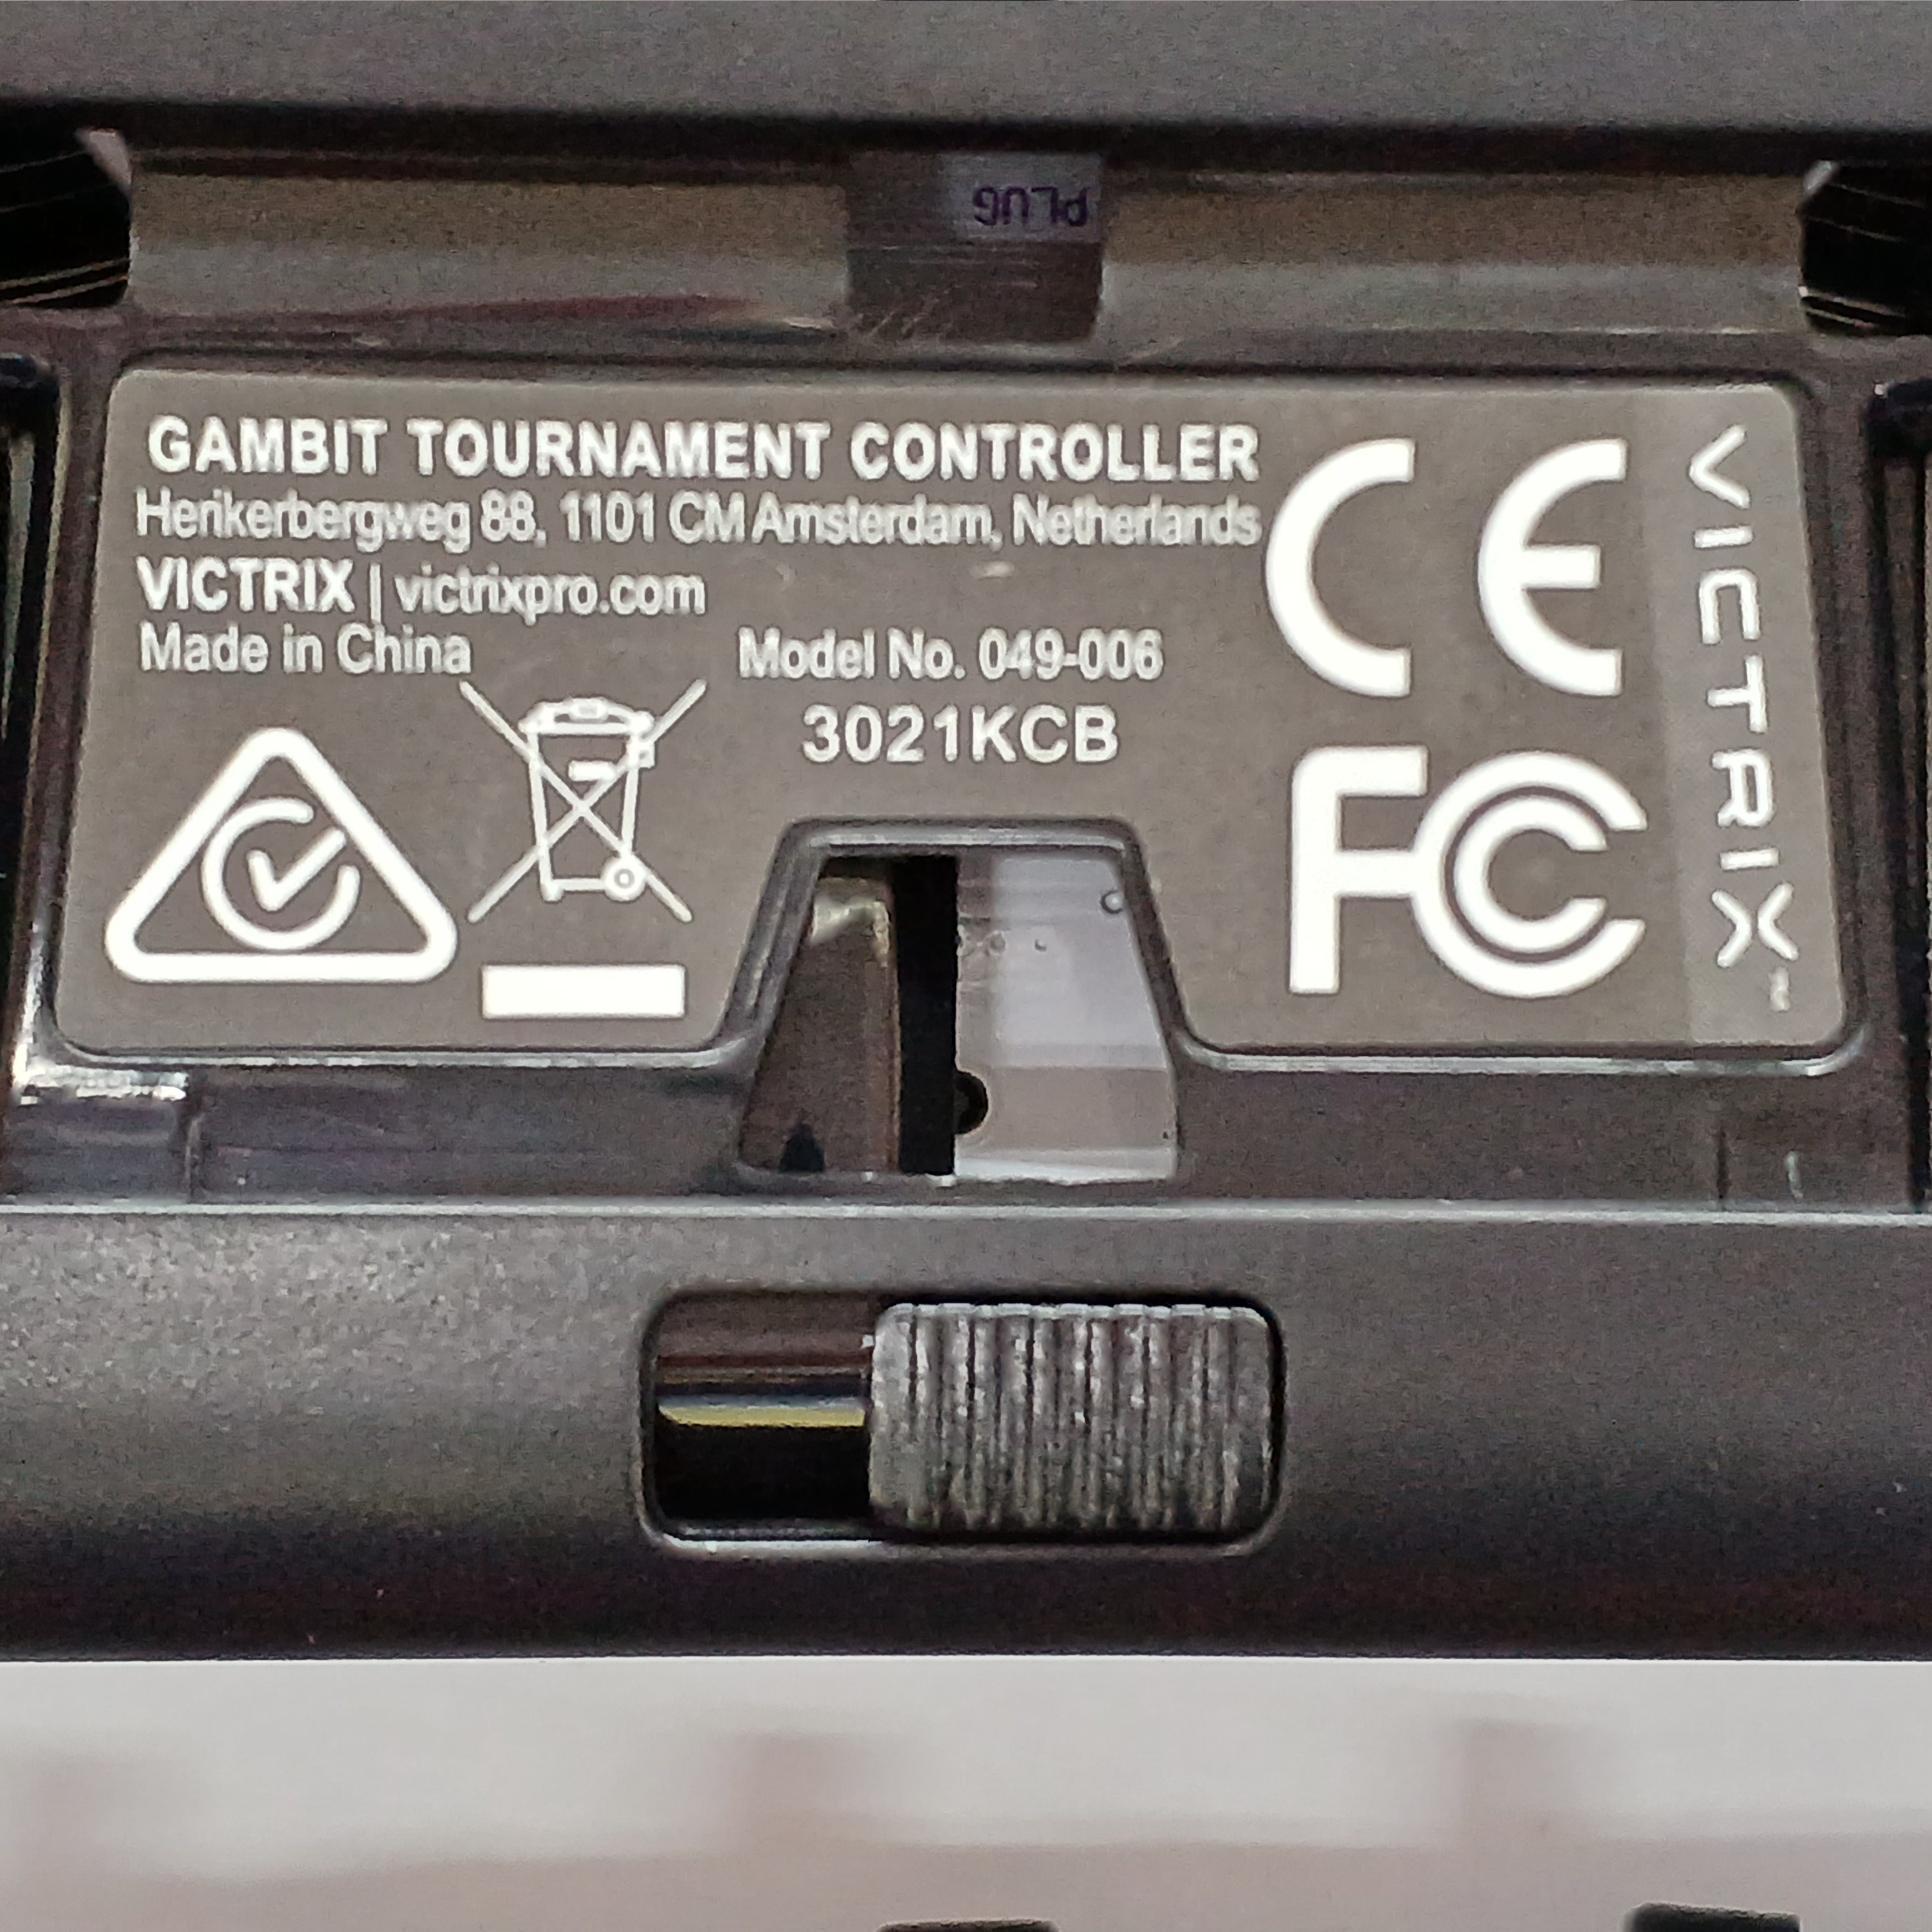 PLUG
GAMBIT TOURNAMENT CONTROLLER
Herikerbergweg 88, 1101 CM Amsterdam, Netherlands
VICTRIX | victrixpro.com
Made in China
Model No. 049-006
3021KCB
CE
FC
VICTRIX™